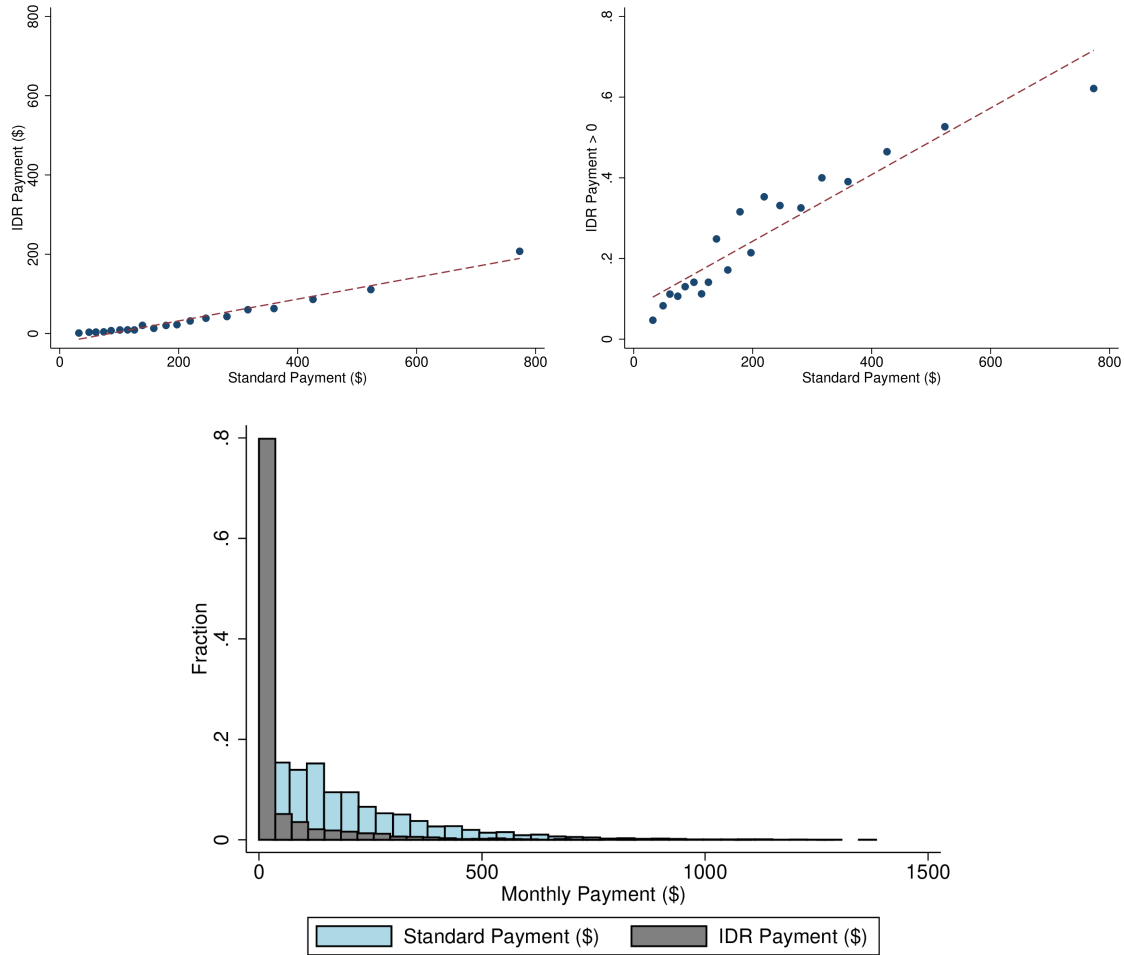 800
600
400
200
0
IDR Payment ($)
0 200 400 600 800
Standard Payment ($)
.8
.6
.4
.2
0
IDR Payment > 0
0 200 400 600 800
Standard Payment ($)
.8
.6
.4
.2
0
Fraction
0 500 1000 1500
Monthly Payment ($)
Standard Payment ($) IDR Payment ($)